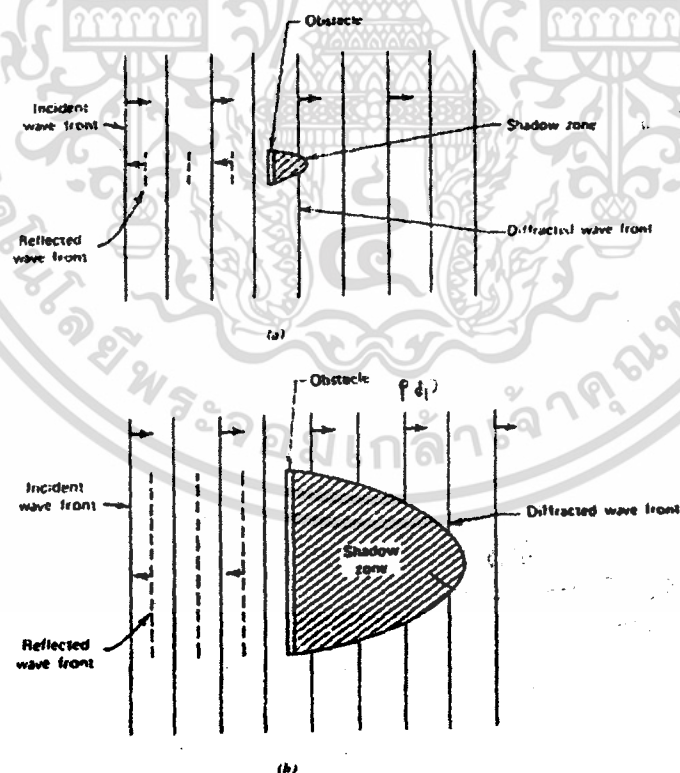 Obstacle
Incident
wave front
Shadow zone
Reflected
wave front
Diffracted wave front
(a)
Obstacle
Incident
wave front
Diffracted wave front
Shadow
zone
Reflected
wave front
(b)